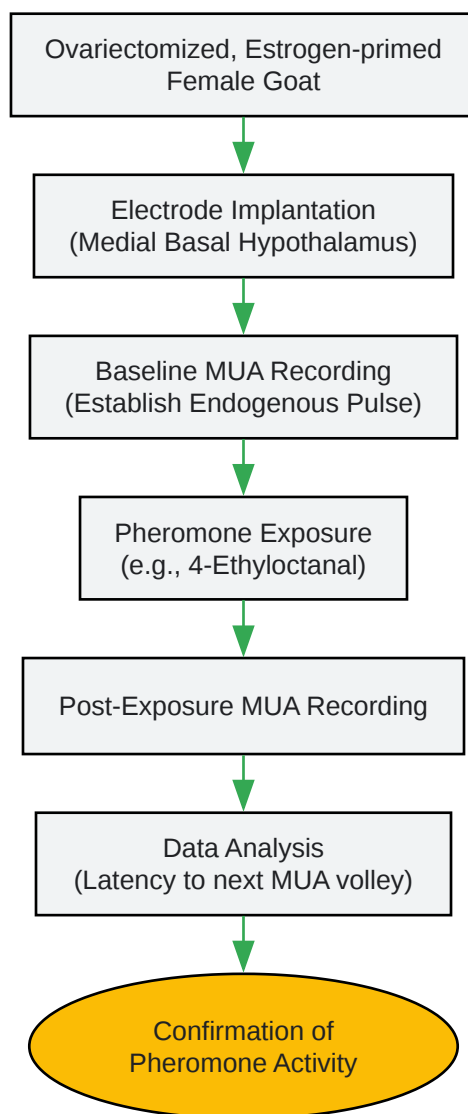 Ovariectomized, Estrogen-primed
Female Goat
Electrode Implantation
(Medial Basal Hypothalamus)
Baseline MUA Recording
(Establish Endogenous Pulse)
Pheromone Exposure
(e.g., 4-Ethyloctanal)
Post-Exposure MUA Recording
Data Analysis
(Latency to next MUA volley)
Confirmation of
Pheromone Activity